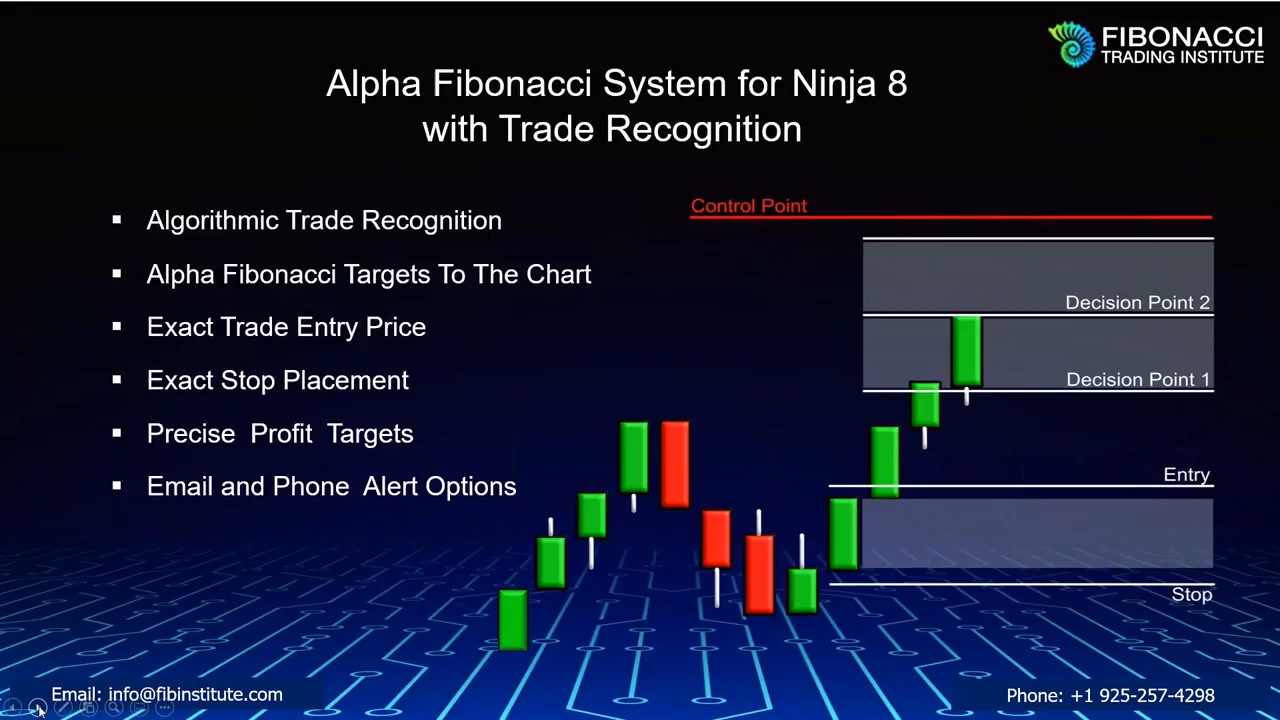 FIBONACCI
TRADING INSTITUTE
Alpha Fibonacci System for Ninja 8
with Trade Recognition
Algorithmic Trade Recognition
Alpha Fibonacci Targets To The Chart
Exact Trade Entry Price
Exact Stop Placement
Precise Profit Targets
Email and Phone Alert Options
Control Point
Decision Point 2
Decision Point 1
Entry
Stop
Email: info@fibinstitute.com
Phone: +1 925-257-4298